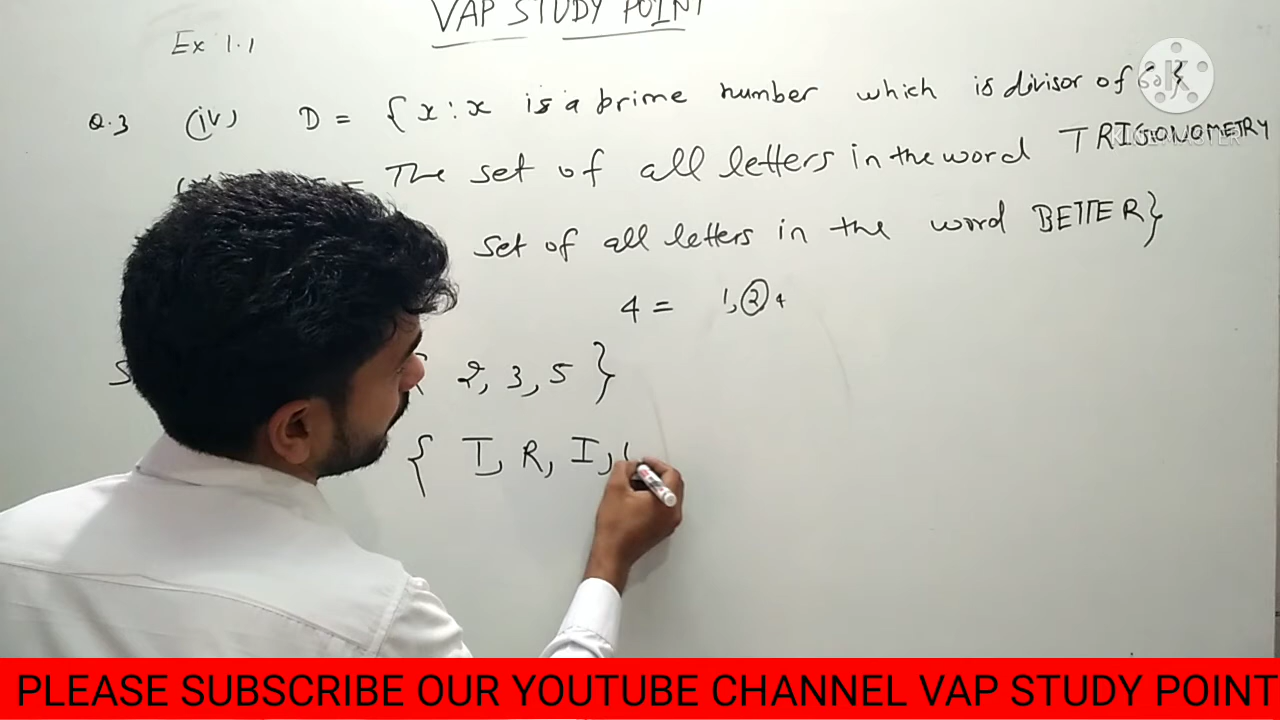 VAP STUDY POINT
Ex 1.1
Q.3 (iv) D = {x : x is a prime number which is divisor of 60}
= The set of all letters in the word TRIGONOMETRY
set of all letters in the word BETTER}
4 = 1, 2 4
S { 2, 3, 5 }
{ T, R, I,
KINEMASTER
PLEASE SUBSCRIBE OUR YOUTUBE CHANNEL VAP STUDY POINT